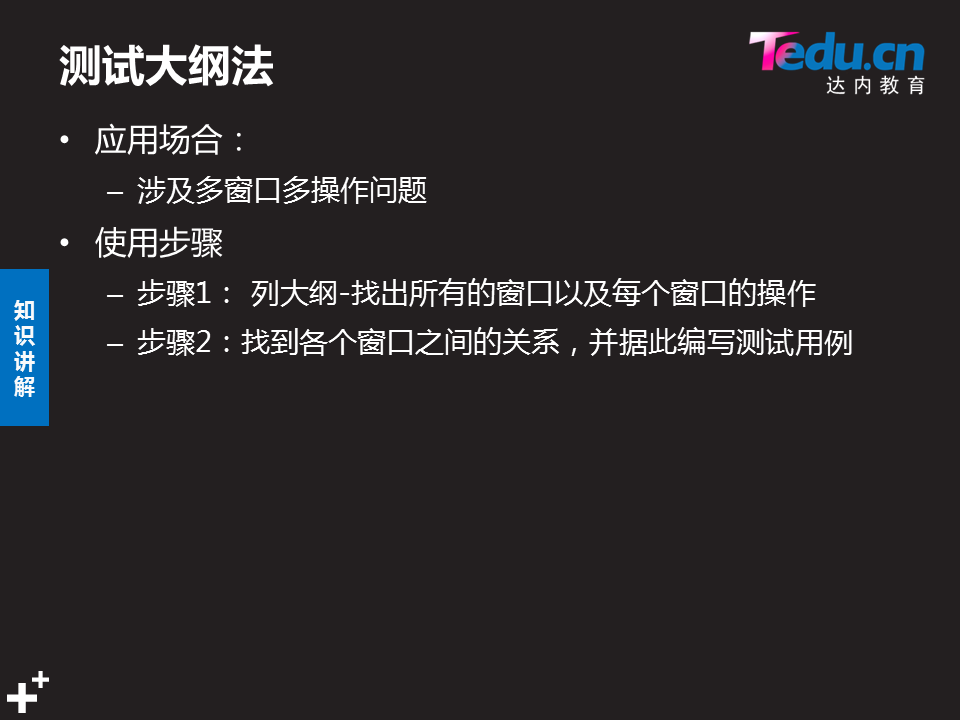 测试大纲法
Tedu.cn
达内教育
• 应用场合：
– 涉及多窗口多操作问题
• 使用步骤
– 步骤1： 列大纲-找出所有的窗口以及每个窗口的操作
– 步骤2：找到各个窗口之间的关系，并据此编写测试用例
知识讲解